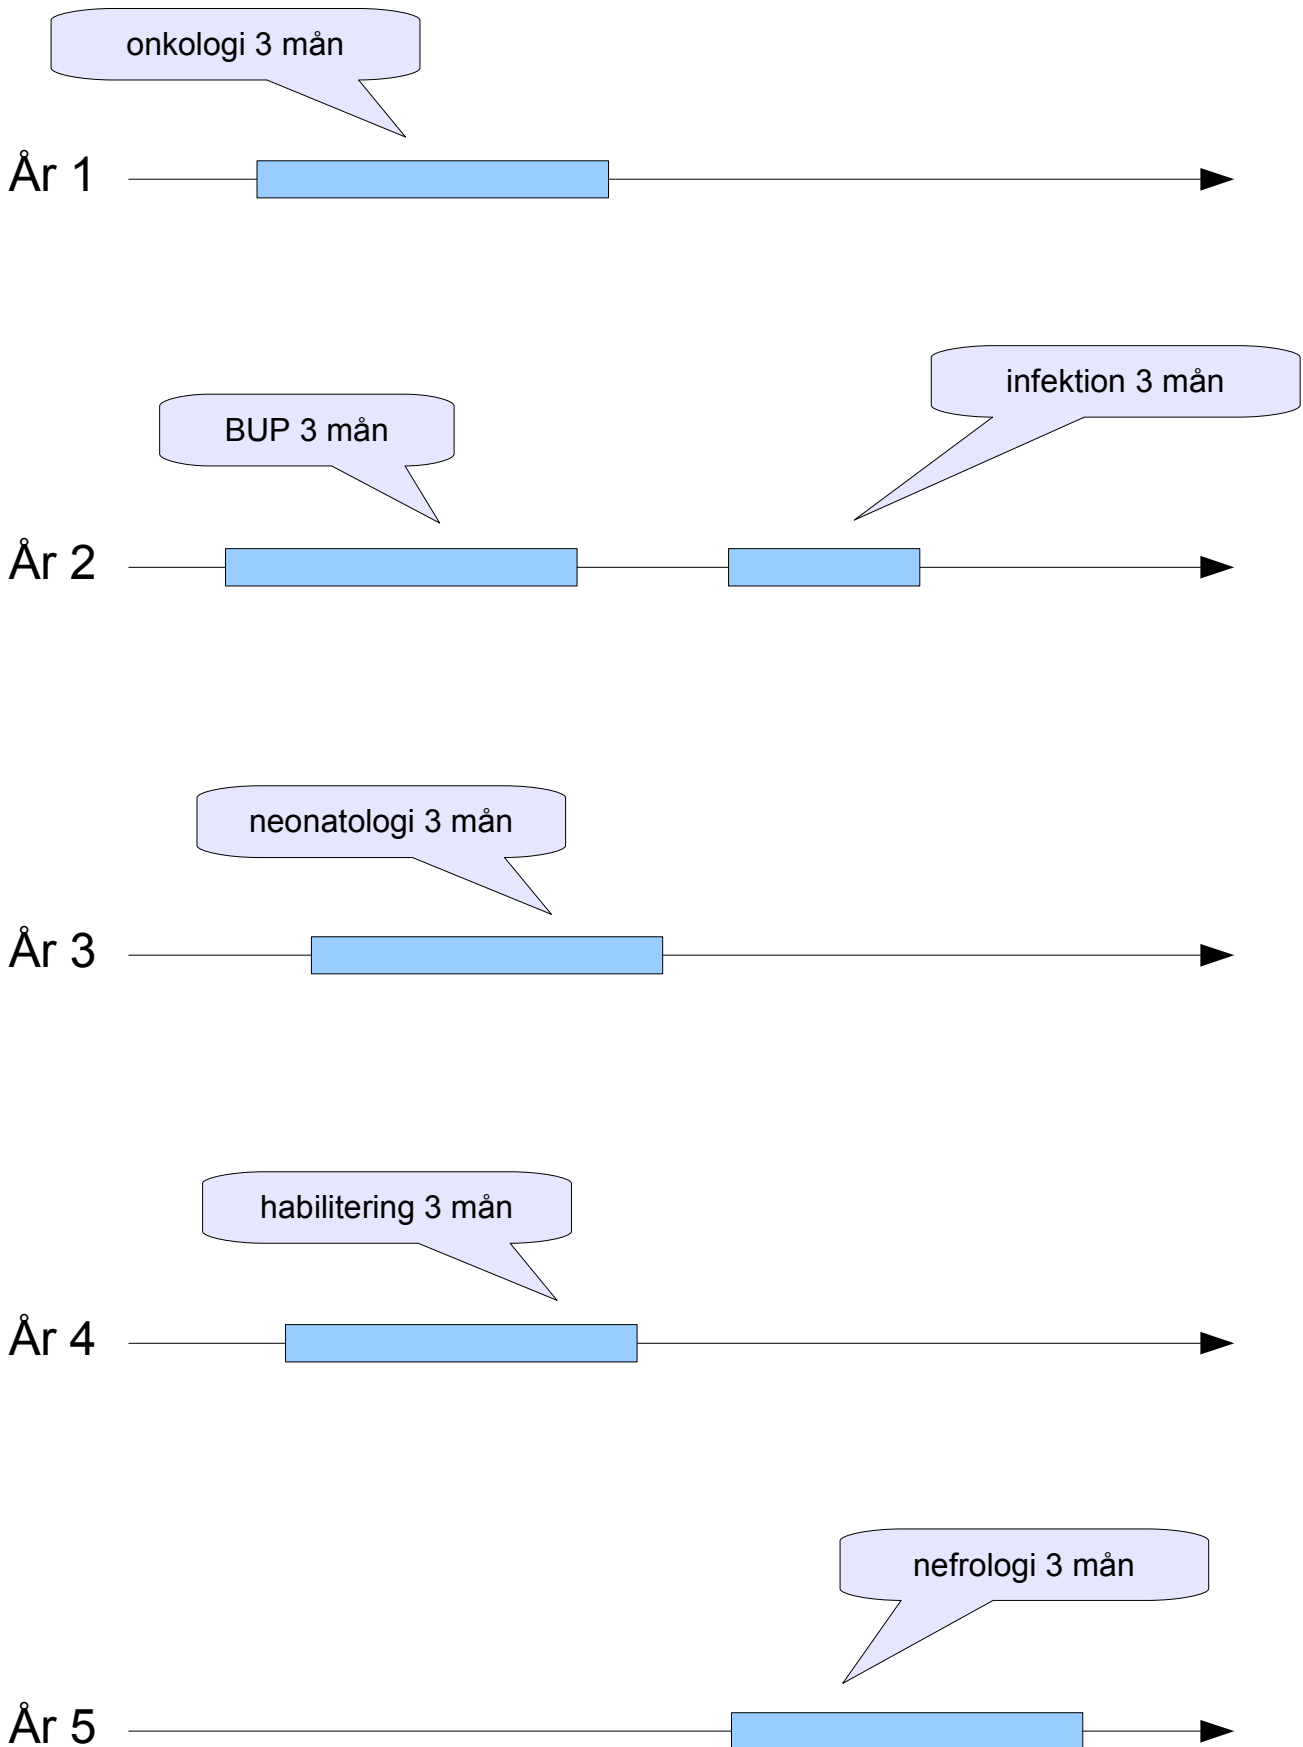 onkologi 3 mån
År 1
infektion 3 mån
BUP 3 mån
År 2
neonatologi 3 mån
År 3
habilitering 3 mån
År 4
nefrologi 3 mån
År 5